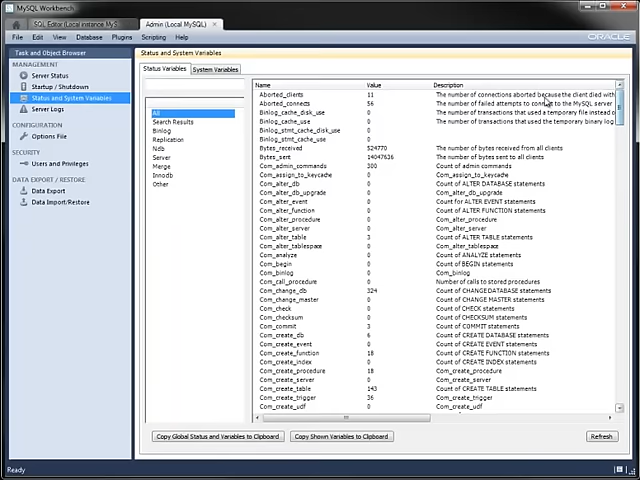 MySQL Workbench
SQL Editor (Local instance MyS
Admin (Local MySQL)
File Edit View Database Plugins Scripting Help
ORACLE
Task and Object Browser
MANAGEMENT
Server Status
Startup / Shutdown
Status and System Variables
Server Logs
CONFIGURATION
Options File
SECURITY
Users and Privileges
DATA EXPORT / RESTORE
Data Export
Data Import/Restore
Status and System Variables
Status Variables System Variables
All
Search Results
Binlog
Replication
Ndb
Server
Merge
Innodb
Other
Name Value Description
Aborted_clients 11 The number of connections aborted because the client died with
Aborted_connects 56 The number of failed attempts to connect to the MySQL server
Binlog_cache_disk_use 0 The number of transactions that used a temporary file instead o
Binlog_cache_use 0 The number of transactions that used the temporary binary log
Binlog_stmt_cache_disk_use 0
Binlog_stmt_cache_use 0
Bytes_received 524770 The number of bytes received from all clients
Bytes_sent 14047636 The number of bytes sent to all clients
Com_admin_commands 300 Count of admin commands
Com_assign_to_keycache 0 Com_assign_to_keycache
Com_alter_db 0 Count of ALTER DATABASE statements
Com_alter_db_upgrade 0 Com_alter_db_upgrade
Com_alter_event 0 Count for ALTER EVENT statements
Com_alter_function 0 Count of ALTER FUNCTION statements
Com_alter_procedure 0 Com_alter_procedure
Com_alter_server 0 Com_alter_server
Com_alter_table 3 Count of ALTER TABLE statements
Com_alter_tablespace 0 Com_alter_tablespace
Com_analyze 0 Count of ANALYZE statements
Com_begin 0 Count of BEGIN statements
Com_binlog 0 Com_binlog
Com_call_procedure 0 Number of calls to stored procedures
Com_change_db 324 Count of CHANGE DATABASE statements
Com_change_master 0 Count of CHANGE MASTER statements
Com_check 0 Count of CHECK statements
Com_checksum 0 Count of CHECKSUM statements
Com_commit 3 Count of COMMIT statements
Com_create_db 6 Count of CREATE DATABASE statements
Com_create_event 0 Count of CREATE EVENT statements
Com_create_function 18 Count of CREATE FUNCTION statements
Com_create_index 0 Count of CREATE INDEX statements
Com_create_procedure 18 Com_create_procedure
Com_create_server 0 Com_create_server
Com_create_table 143 Count of CREATE TABLE statements
Com_create_trigger 36 Com_create_trigger
Com_create_udf 0 Com_create_udf
Copy Global Status and Variables to Clipboard Copy Shown Variables to Clipboard Refresh
Ready